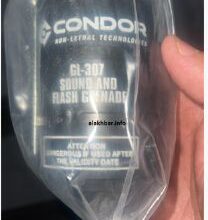 CONDOR
NON-LETHAL TECHNOLOGIES
GL-307
SOUND AND
FLASH GRENADE
alakhbar.info
ATTENTION
DANGEROUS IF USED AFTER
THE VALIDITY DATE